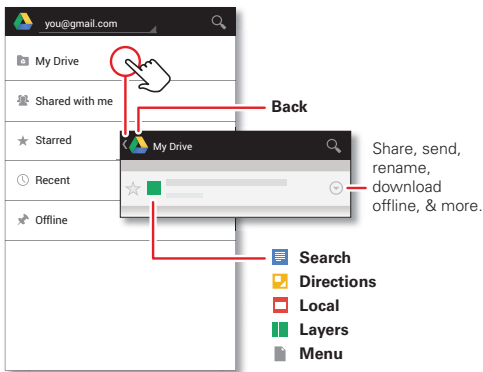 you@gmail.com
My Drive
Shared with me
Starred
Recent
Offline
Back
My Drive
Share, send,
rename,
download
offline, & more.
Search
Directions
Local
Layers
Menu